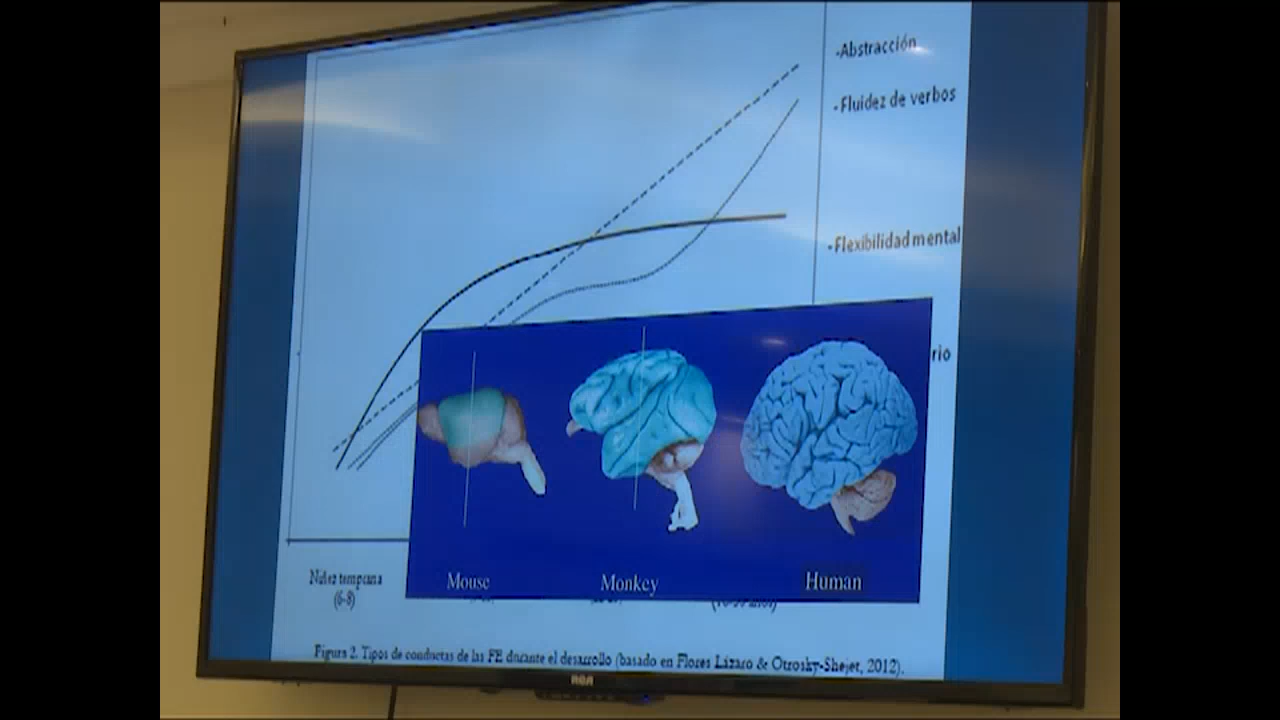 -Abstracción
-Fluidez de verbos
-Flexibilidad mental
rio
Mouse
Monkey
Human
Niñez temprana
(6-8)
Figura 2. Tipos de conductas de las FE durante el desarrollo (basado en Flores Lázaro & Otrosky-Shejet, 2012).
RCA